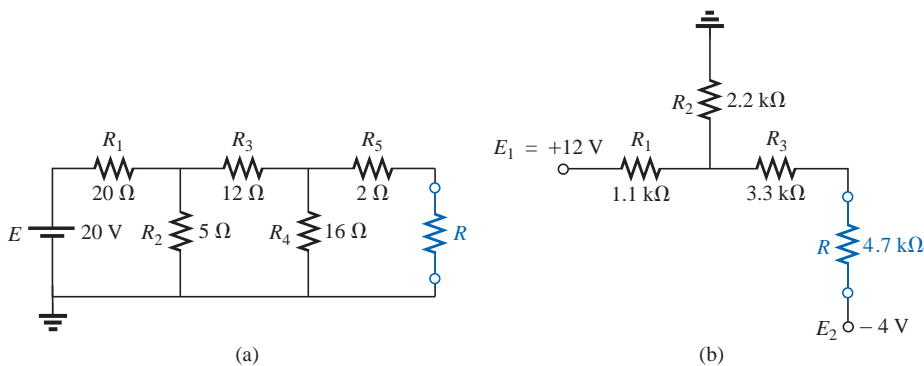 R1
20 Ω
R3
12 Ω
R5
2 Ω
E
20 V
R2
5 Ω
R4
16 Ω
R
(a)
R2
2.2 kΩ
E1 = +12 V
R1
1.1 kΩ
R3
3.3 kΩ
R
4.7 kΩ
E2
– 4 V
(b)